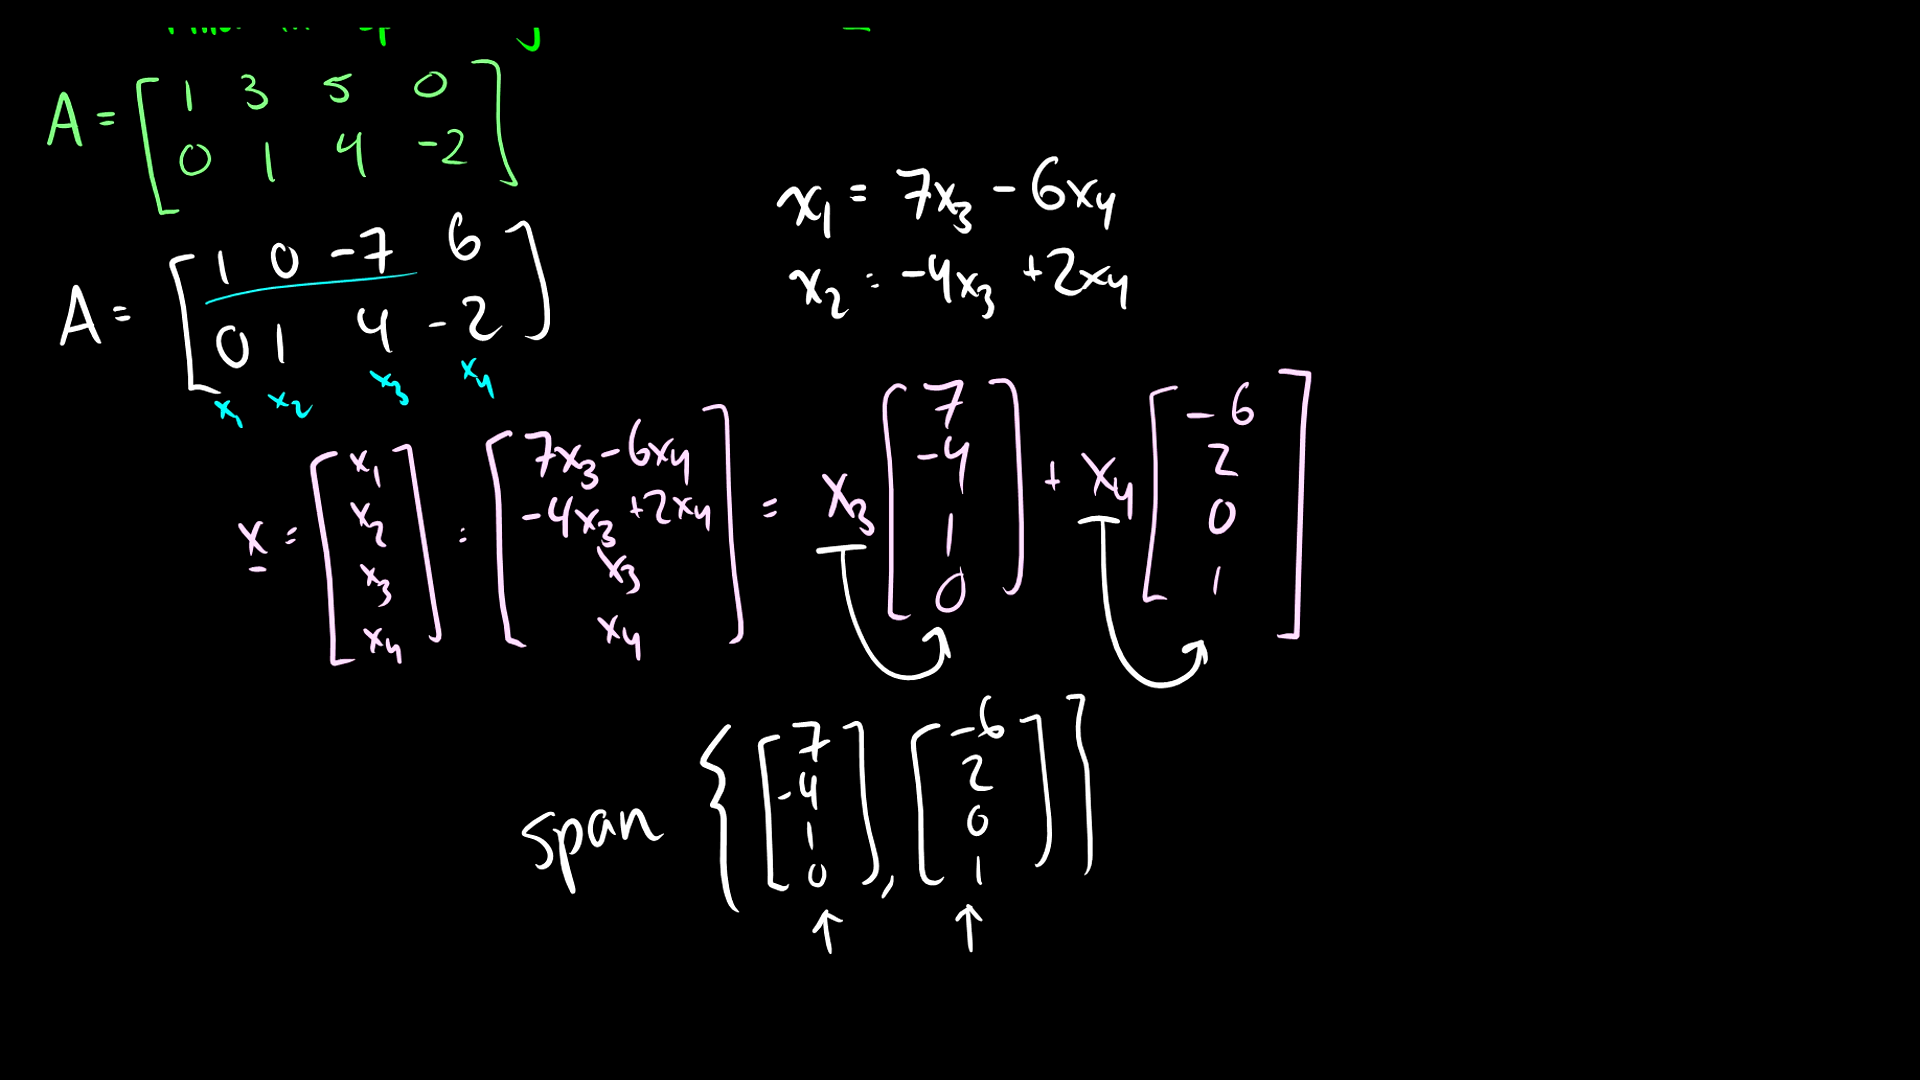 A = [ 1 3 5 0
0 1 4 -2 ]
x₁ = 7x₃ - 6x₄
x₂ = -4x₃ + 2x₄
A = [ 1 0 -7 6
0 1 4 -2 ]
x₁ x₂ x₃ x₄
x = [ x₁ x₂ x₃ x₄ ] = [ 7x₃ - 6x₄ -4x₃ + 2x₄ x₃ x₄ ] = x₃ [ 7 -4 1 0 ] + x₄ [ -6 2 0 1 ]
span { [ 7 -4 1 0 ], [ -6 2 0 1 ] }